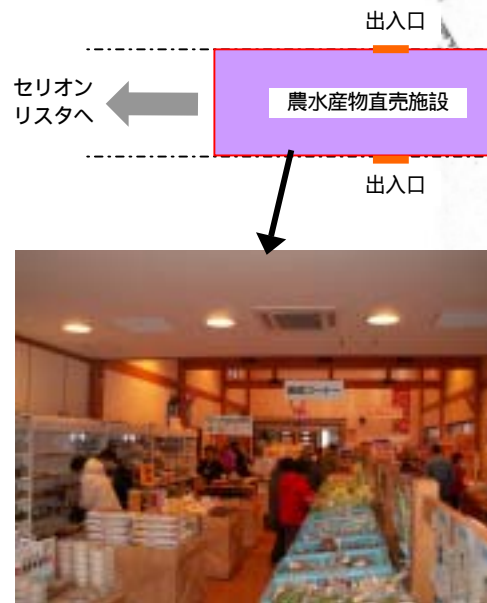 出入口
セリオン
リスタへ
農水産物直売施設
出入口